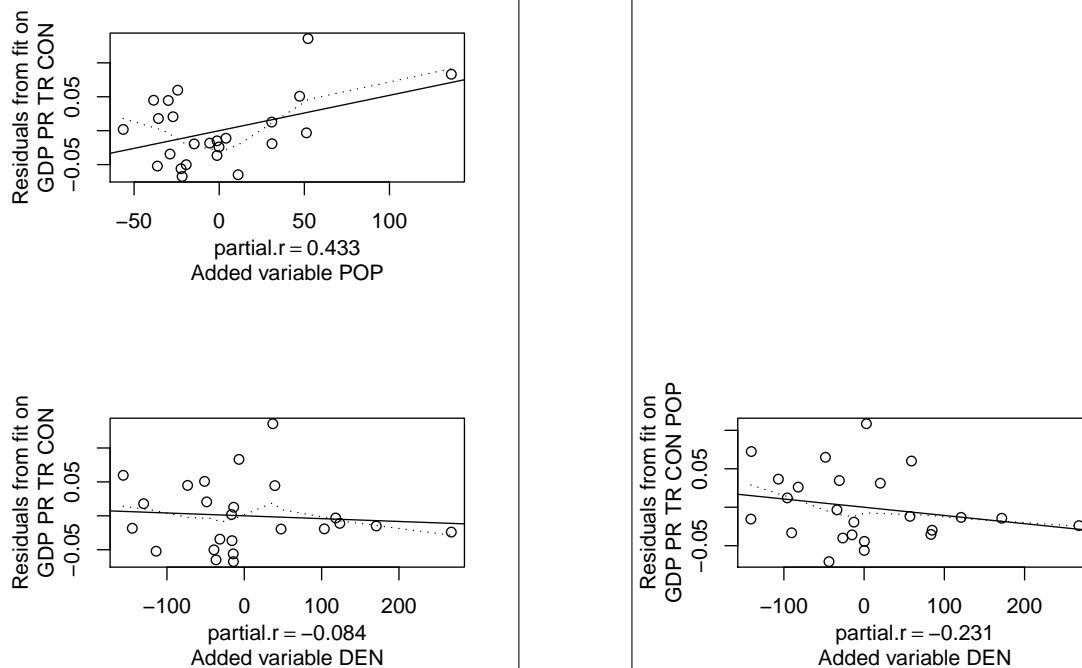 Residuals from fit on
GDP PR TR CON
−0.05
0.05
−50
0
50
100
partial.r = 0.433
Added variable POP
Residuals from fit on
GDP PR TR CON
−0.05
0.05
−100
0
100
200
partial.r = −0.084
Added variable DEN
Residuals from fit on
GDP PR TR CON POP
−0.05
0.05
−100
0
100
200
partial.r = −0.231
Added variable DEN